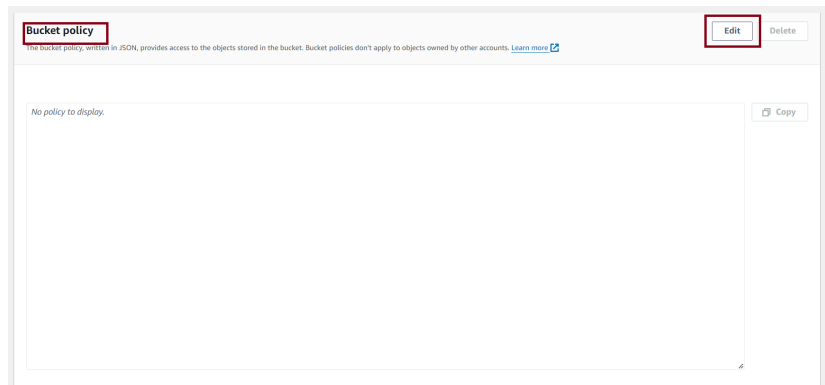 Bucket policy
Edit
Delete
The bucket policy, written in JSON, provides access to the objects stored in the bucket. Bucket policies don't apply to objects owned by other accounts. Learn more
No policy to display.
Copy